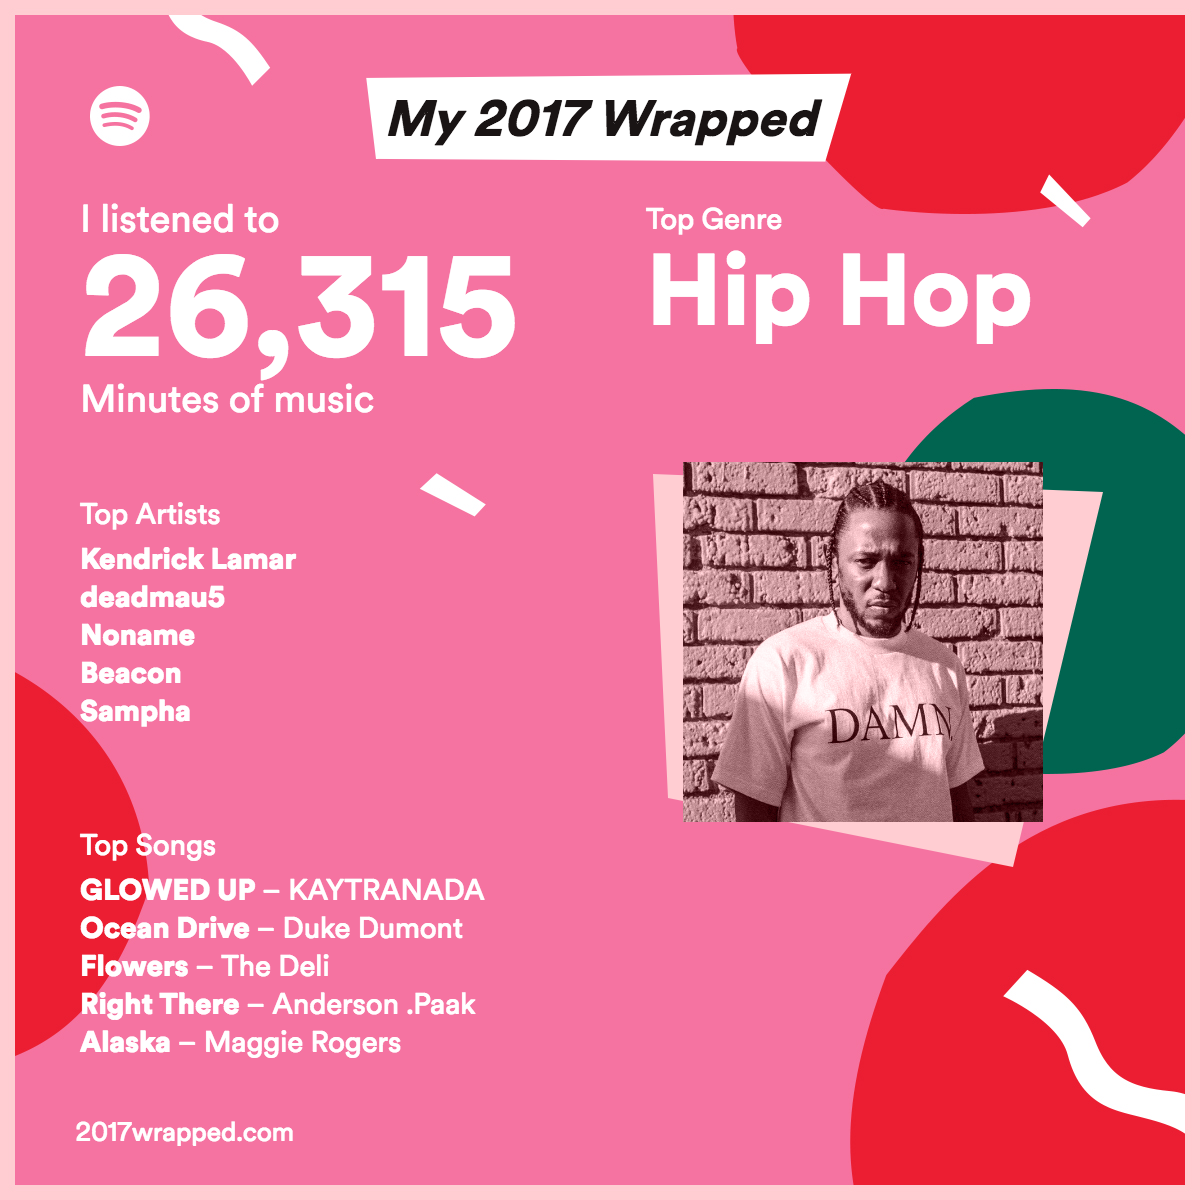 My 2017 Wrapped
I listened to
26,315
Minutes of music
Top Genre
Hip Hop
Top Artists
Kendrick Lamar
deadmau5
Noname
Beacon
Sampha
DAMN
Top Songs
GLOWED UP – KAYTRANADA
Ocean Drive – Duke Dumont
Flowers – The Deli
Right There – Anderson .Paak
Alaska – Maggie Rogers
2017wrapped.com